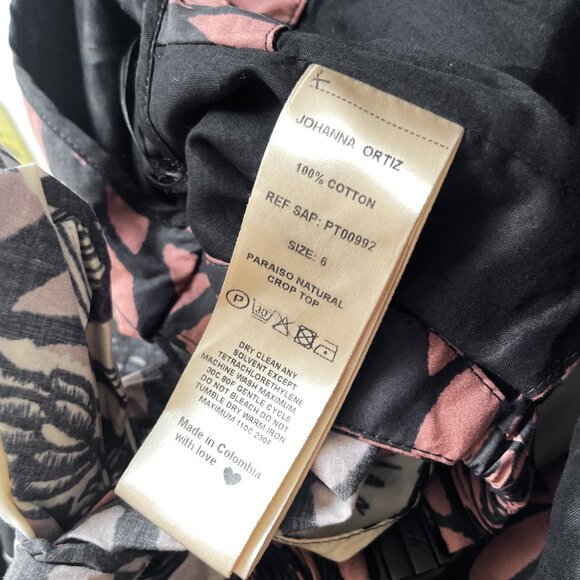 JOHANNA ORTIZ
100% COTTON
REF SAP: PT00992
SIZE: 6
PARAISO NATURAL
CROP TOP
P 30°
DRY CLEAN ANY
SOLVENT EXCEPT
TETRACHLORETHYLENE
MACHINE WASH MAXIMUM
30C 80F GENTLE CYCLE
DO NOT BLEACH DO NOT
TUMBLE DRY WARM IRON
MAXIMUM 110C 230F
Made in Colombia
with love